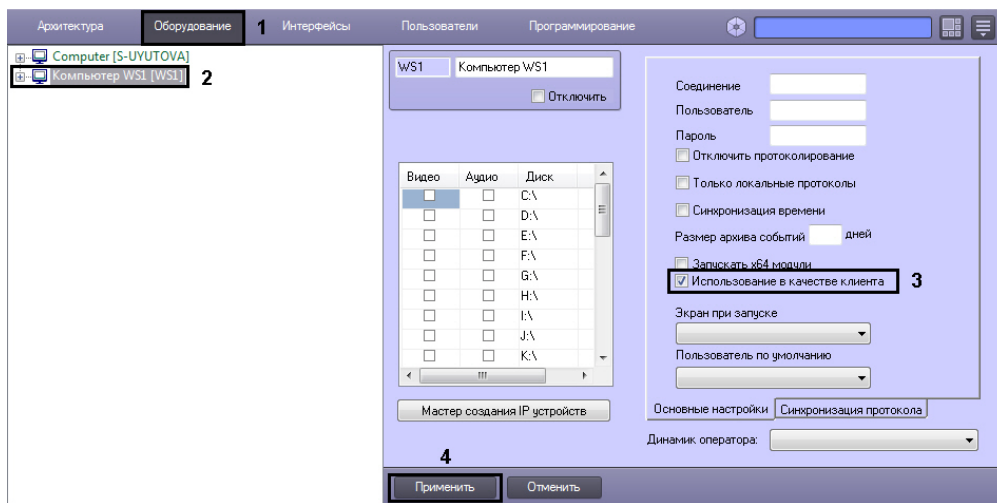 Архитектура Оборудование 1 Интерфейсы Пользователи Программирование
Computer [S-UYUTOVA]
Компьютер WS1 [WS1] 2
WS1 Компьютер WS1
Отключить
Видео Аудио Диск
C:\
D:\
E:\
F:\
G:\
H:\
I:\
J:\
K:\
Мастер создания IP устройств
Соединение
Пользователь
Пароль
Отключить протоколирование
Только локальные протоколы
Синхронизация времени
Размер архива событий дней
Запускать x64 модули
Использование в качестве клиента 3
Экран при запуске
Пользователь по умолчанию
Основные настройки Синхронизация протокола
Динамик оператора:
4
Применить Отменить